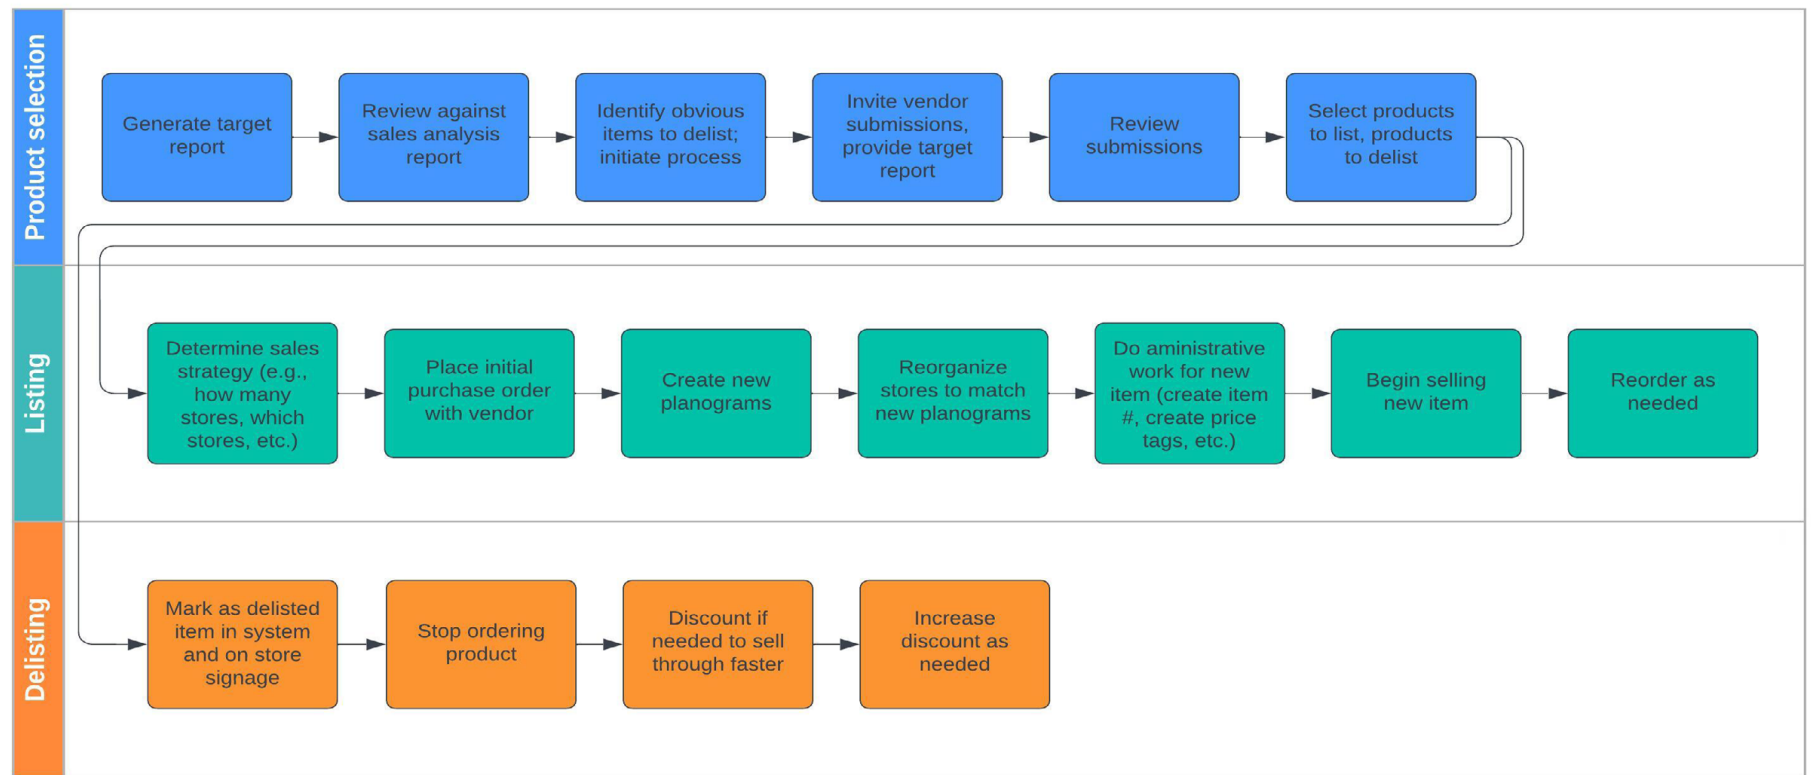 Product selection
Generate target
report
Review against
sales analysis
report
Identify obvious
items to delist;
initiate process
Invite vendor
submissions,
provide target
report
Review
submissions
Select products
to list, products
to delist
Listing
Determine sales
strategy (e.g.,
how many
stores, which
stores, etc.)
Place initial
purchase order
with vendor
Create new
planograms
Reorganize
stores to match
new planograms
Do aministrative
work for new
item (create item
#, create price
tags, etc.)
Begin selling
new item
Reorder as
needed
Delisting
Mark as delisted
item in system
and on store
signage
Stop ordering
product
Discount if
needed to sell
through faster
Increase
discount as
needed